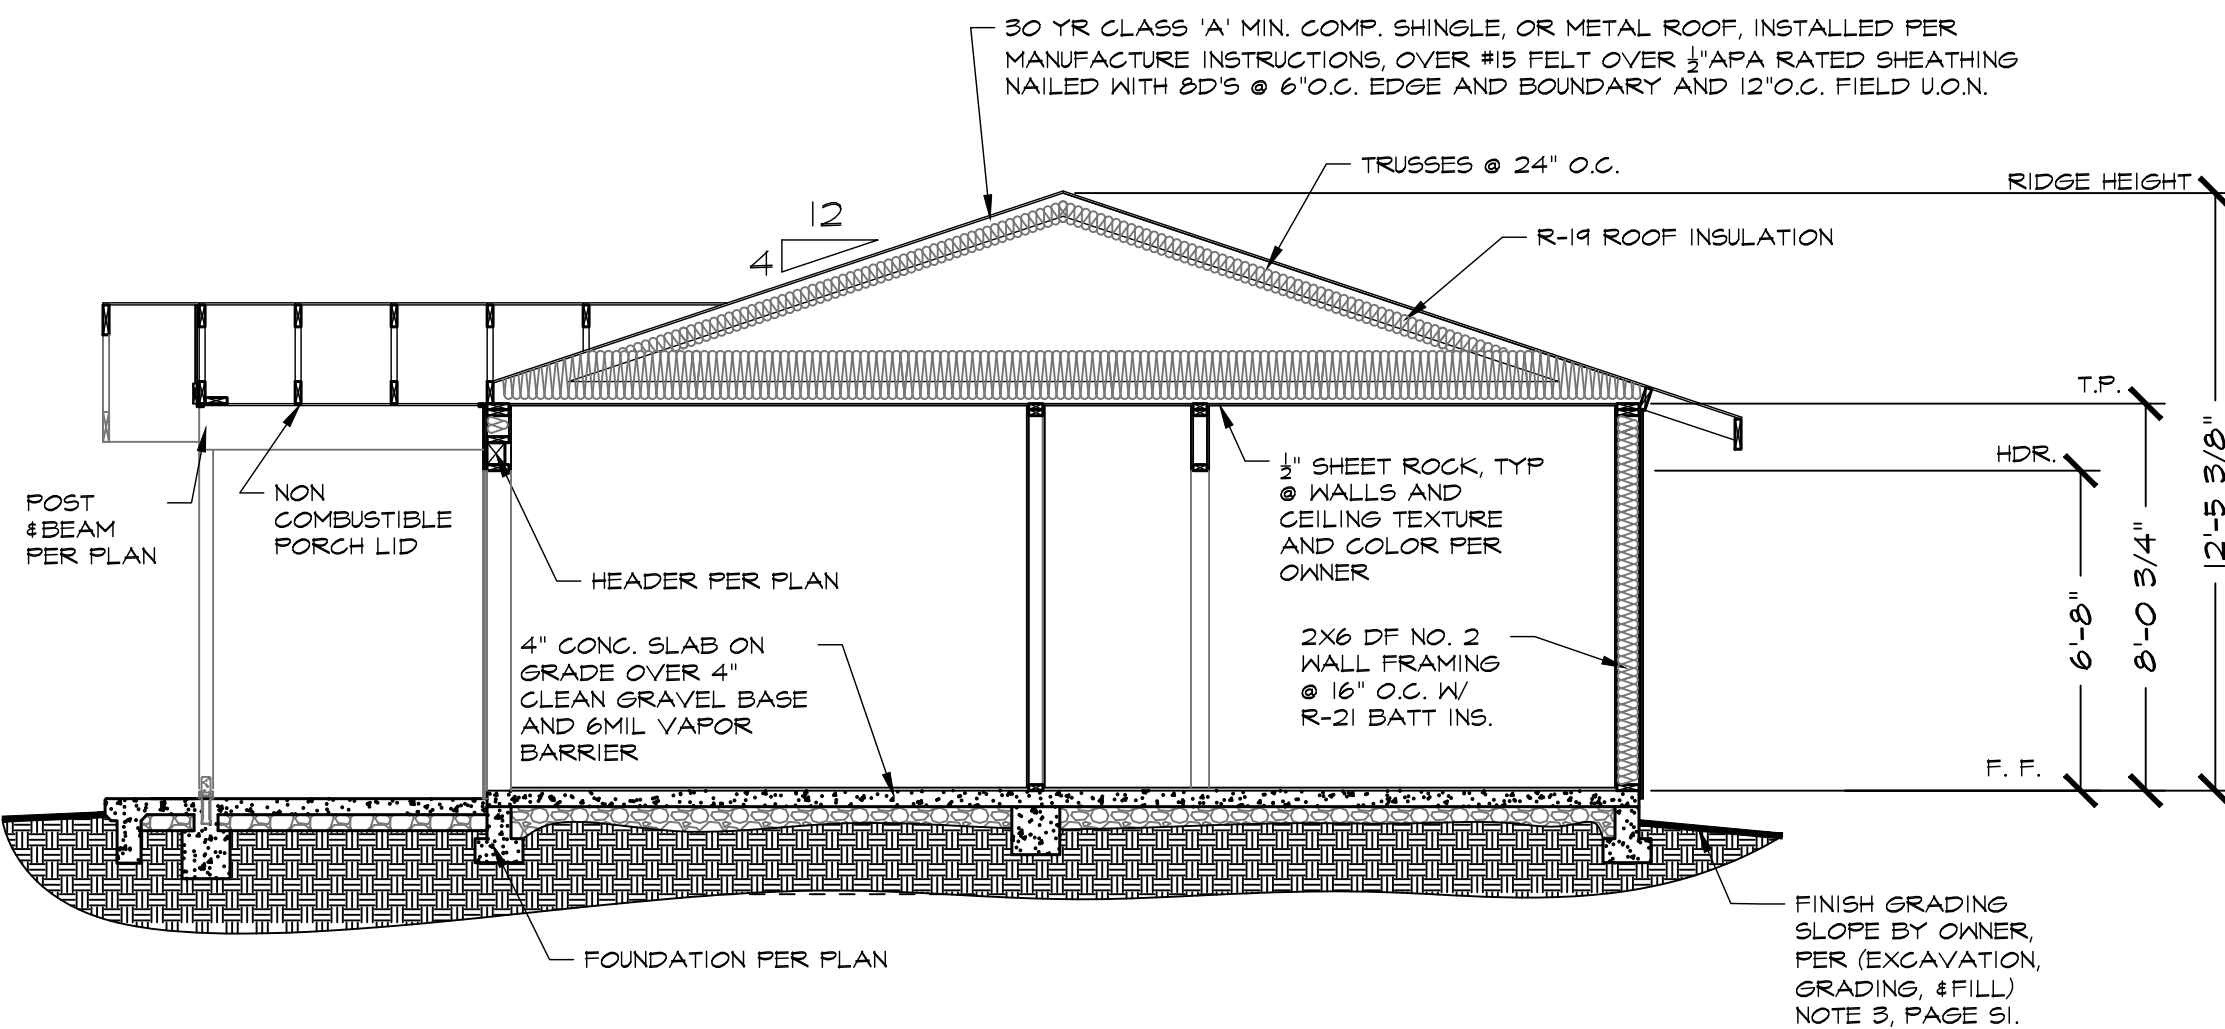 30 YR CLASS 'A' MIN. COMP. SHINGLE, OR METAL ROOF, INSTALLED PER
MANUFACTURE INSTRUCTIONS, OVER #15 FELT OVER ½"APA RATED SHEATHING
NAILED WITH 8D'S @ 6"O.C. EDGE AND BOUNDARY AND 12"O.C. FIELD U.O.N.
TRUSSES @ 24" O.C.
RIDGE HEIGHT
12
4
R-19 ROOF INSULATION
T.P.
HDR.
½" SHEET ROCK, TYP
@ WALLS AND
CEILING TEXTURE
AND COLOR PER
OWNER
POST
&BEAM
PER PLAN
NON
COMBUSTIBLE
PORCH LID
HEADER PER PLAN
4" CONC. SLAB ON
GRADE OVER 4"
CLEAN GRAVEL BASE
AND 6MIL VAPOR
BARRIER
2X6 DF NO. 2
WALL FRAMING
@ 16" O.C. W/
R-21 BATT INS.
6'-8"
8'-0 3/4"
12'-5 3/8"
F. F.
FOUNDATION PER PLAN
FINISH GRADING
SLOPE BY OWNER,
PER (EXCAVATION,
GRADING, &FILL)
NOTE 3, PAGE S1.